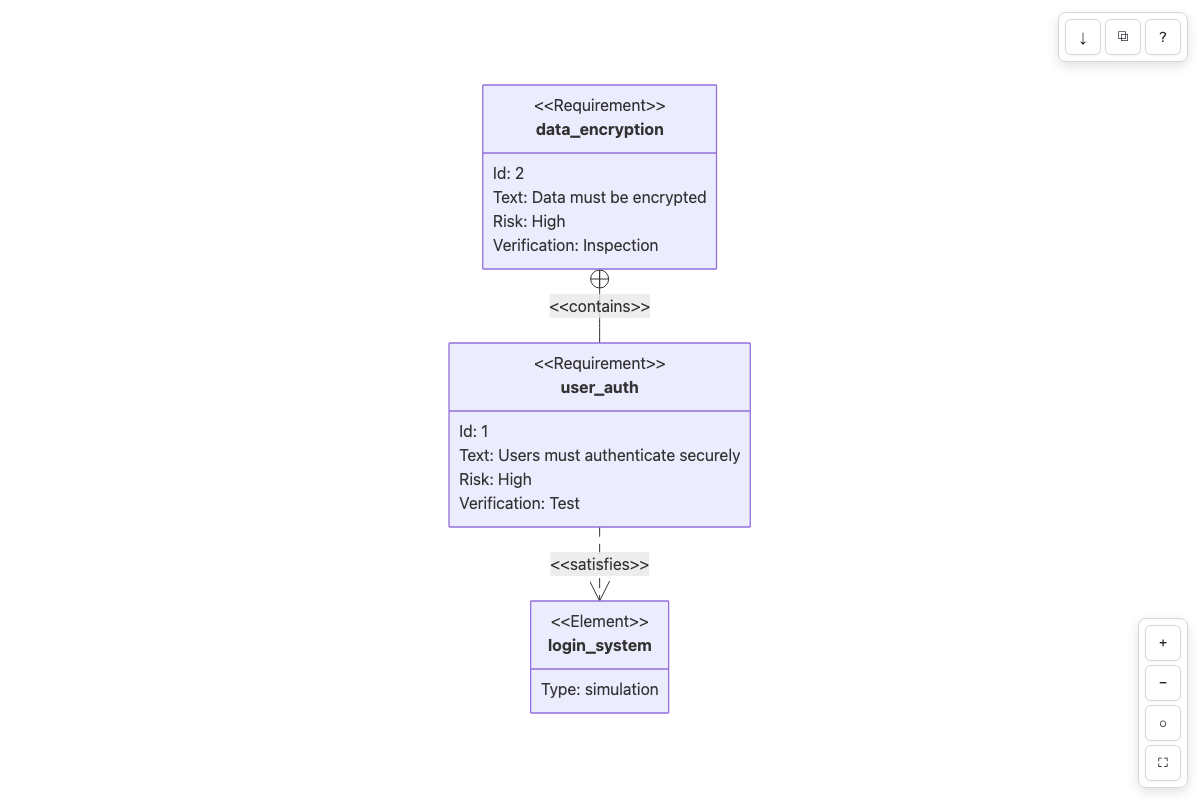 <<Requirement>>
data_encryption
Id: 2
Text: Data must be encrypted
Risk: High
Verification: Inspection
<<contains>>
<<Requirement>>
user_auth
Id: 1
Text: Users must authenticate securely
Risk: High
Verification: Test
<<satisfies>>
<<Element>>
login_system
Type: simulation
?